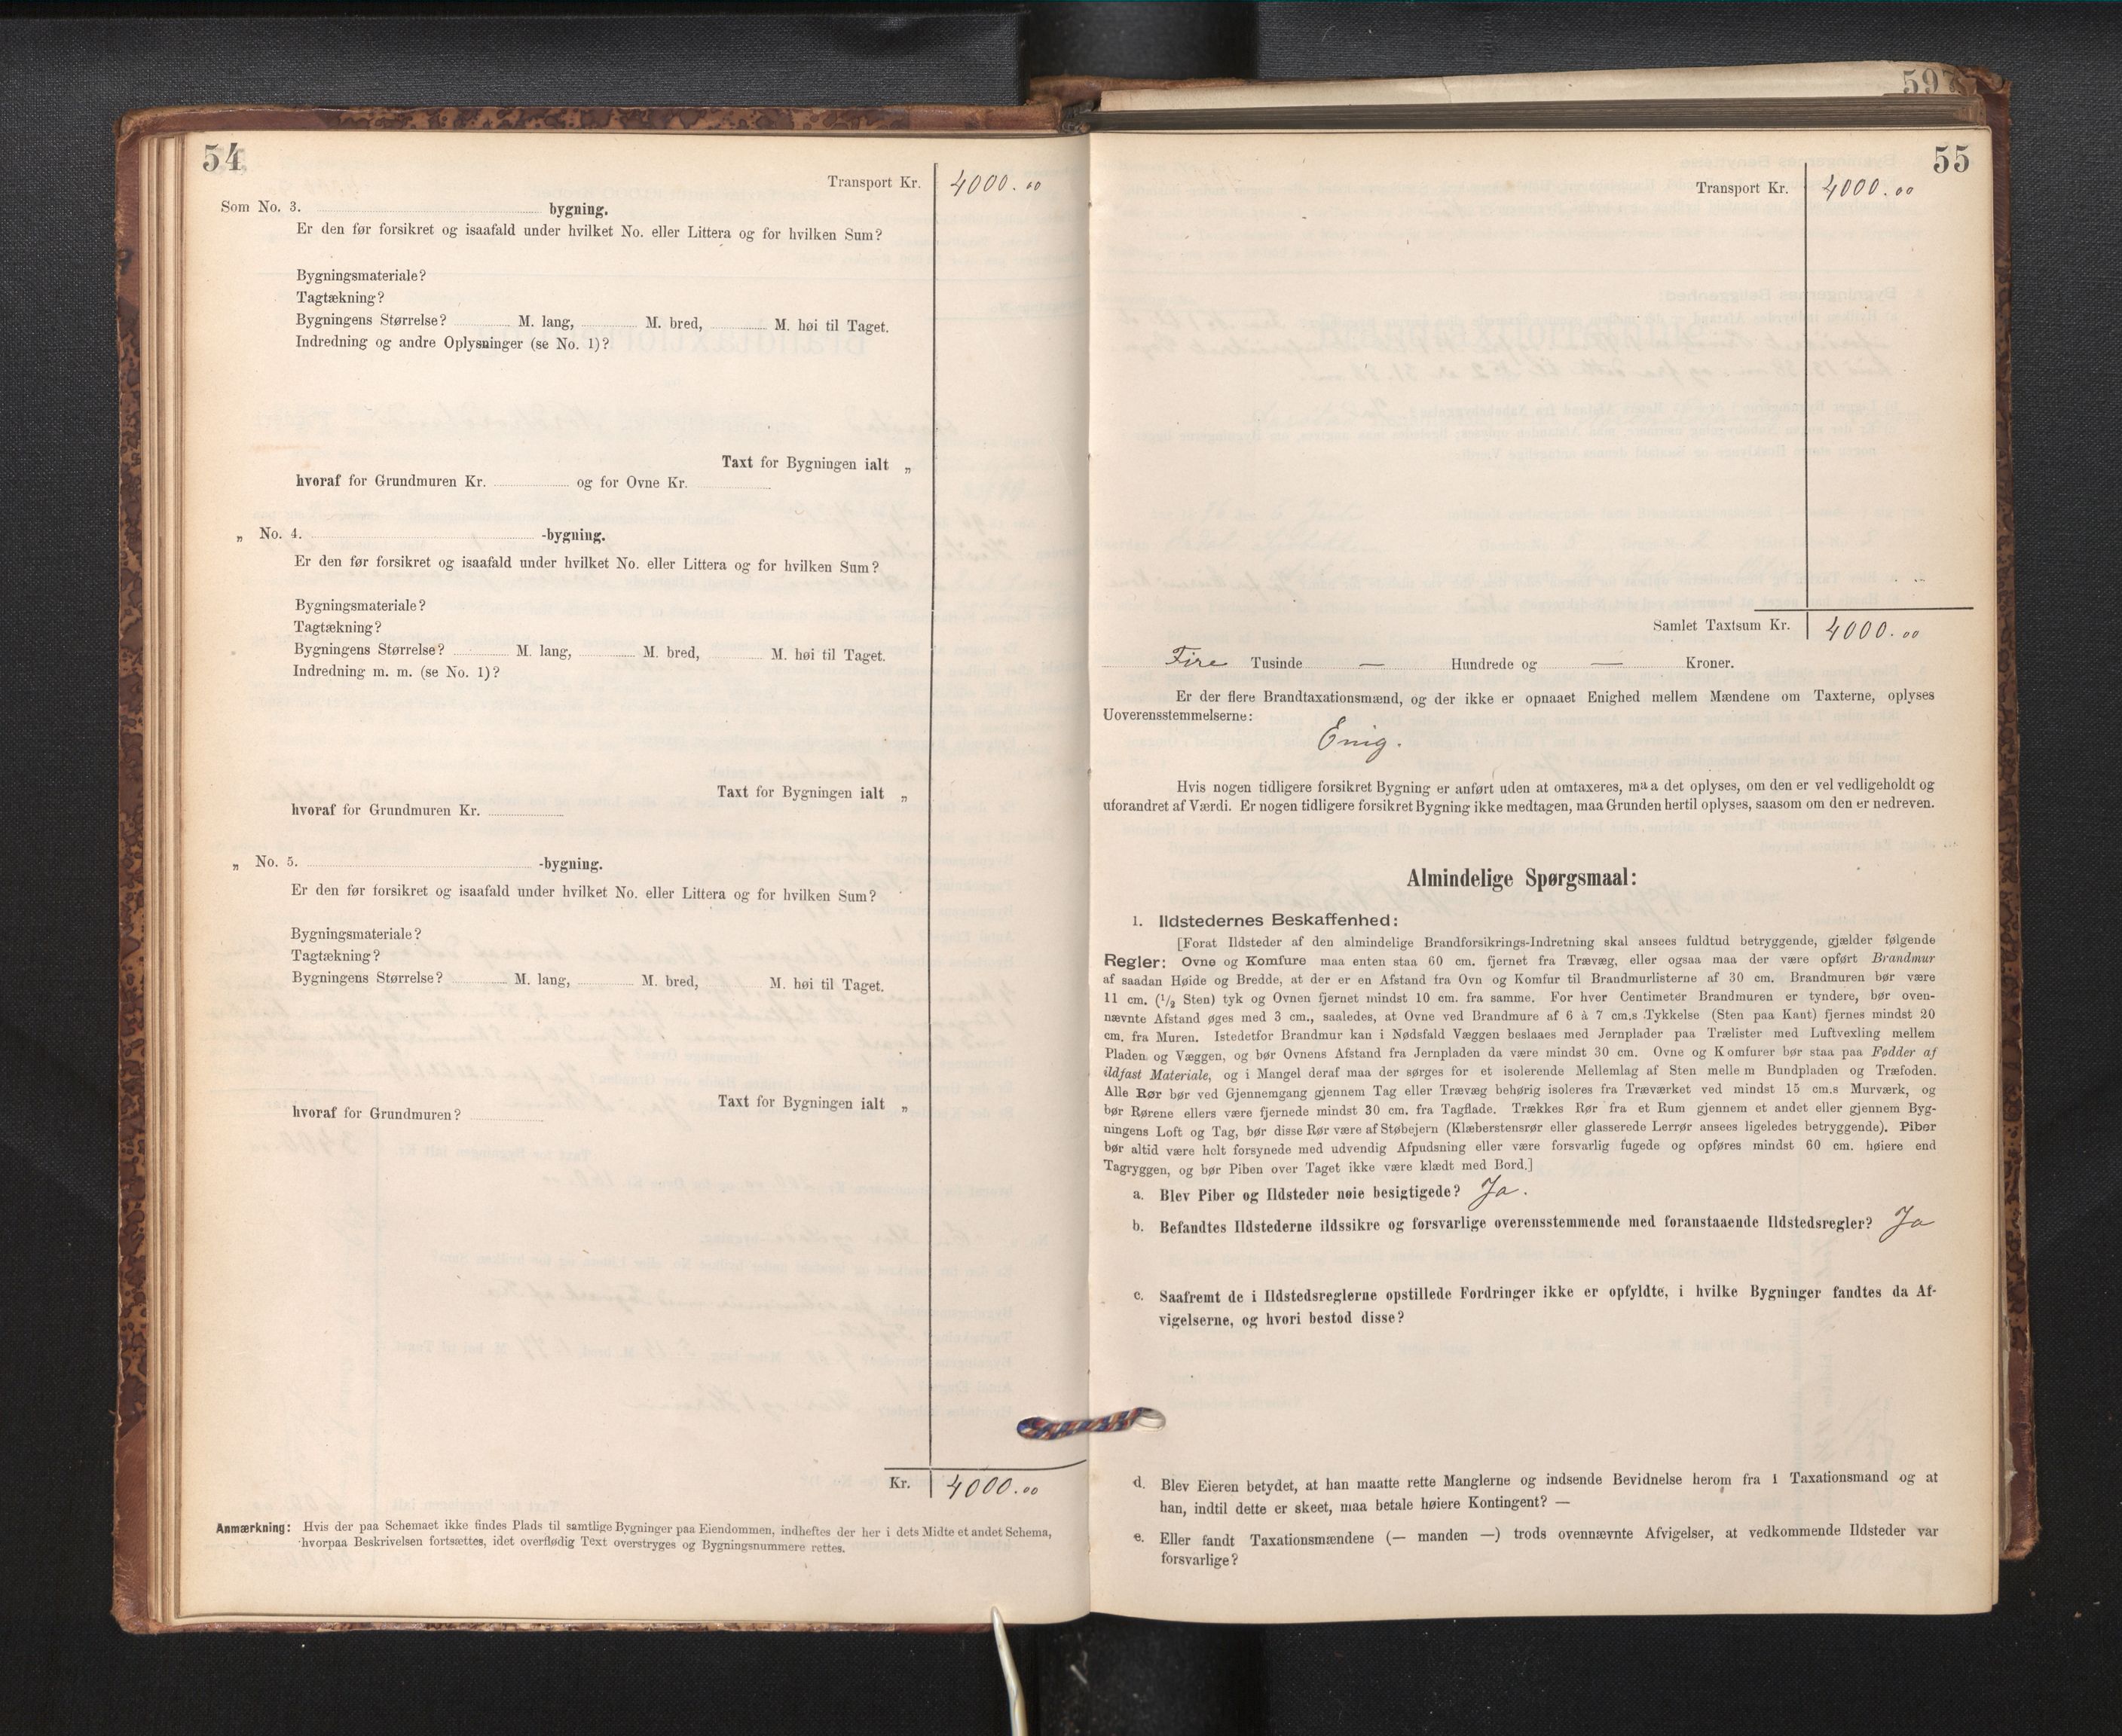 54
Transport Kr. 4000.00
Som No. 3. bygning.
Er den før forsikret og isaafald under hvilket No. eller Littera og for hvilken Sum?
Bygningsmateriale?
Tagtækning?
Bygningens Størrelse? M. lang, M. bred, M. høi til Taget.
Indredning og andre Oplysninger (se No. 1)?
Taxt for Bygningen ialt „
hvoraf for Grundmuren Kr. og for Ovne Kr.
„ No. 4. -bygning.
Er den før forsikret og isaafald under hvilket No. eller Littera og for hvilken Sum?
Bygningsmateriale?
Tagtækning?
Bygningens Størrelse? M. lang, M. bred, M. høi til Taget.
Indredning m. m. (se No. 1)?
Taxt for Bygningen ialt „
hvoraf for Grundmuren Kr.
„ No. 5. -bygning.
Er den før forsikret og isaafald under hvilket No. eller Littera og for hvilken Sum?
Bygningsmateriale?
Tagtækning?
Bygningens Størrelse? M. lang, M. bred, M. høi til Taget.
Taxt for Bygningen ialt „
hvoraf for Grundmuren?
Kr. 4000.00
Anmærkning: Hvis der paa Schemaet ikke findes Plads til samtlige Bygninger paa Eiendommen, indheftes der her i dets Midte et andet Schema,
hvorpaa Beskrivelsen fortsættes, idet overflødig Text overstryges og Bygningsnummere rettes.
597
55
Transport Kr. 4000.00
Samlet Taxtsum Kr. 4000.00
Fire Tusinde — Hundrede og — Kroner.
Er der flere Brandtaxationsmænd, og der ikke er opnaaet Enighed mellem Mændene om Taxterne, oplyses
Uoverensstemmelserne:
Enig.
Hvis nogen tidligere forsikret Bygning er anført uden at omtaxeres, maa det oplyses, om den er vel vedligeholdt og
uforandret af Værdi. Er nogen tidligere forsikret Bygning ikke medtagen, maa Grunden hertil oplyses, saasom om den er nedreven.
Almindelige Spørgsmaal:
1. Ildstedernes Beskaffenhed:
[Forat Ildsteder af den almindelige Brandforsikrings-Indretning skal ansees fuldtud betryggende, gjælder følgende
Regler: Ovne og Komfure maa enten staa 60 cm. fjernet fra Trævæg, eller ogsaa maa der være opført Brandmur
af saadan Høide og Bredde, at der er en Afstand fra Ovn og Komfur til Brandmurlisterne af 30 cm. Brandmuren bør være
11 cm. (1/2 Sten) tyk og Ovnen fjernet mindst 10 cm. fra samme. For hver Centimeter Brandmuren er tyndere, bør oven-
nævnte Afstand øges med 3 cm., saaledes, at Ovne ved Brandmure af 6 à 7 cm.s Tykkelse (Sten paa Kant) fjernes mindst 20
cm. fra Muren. Istedetfor Brandmur kan i Nødsfald Væggen beslaaes med Jernplader paa Trælister med Luftvexling mellem
Pladen og Væggen, og bør Ovnens Afstand fra Jernpladen da være mindst 30 cm. Ovne og Komfurer bør staa paa Fødder af
ildfast Materiale, og i Mangel deraf maa der sørges for et isolerende Mellemlag af Sten mellem Bundpladen og Træfoden.
Alle Rør bør ved Gjennemgang gjennem Tag eller Trævæg behørig isoleres fra Træværket ved mindst 15 cm.s Murværk, og
bør Rørene ellers være fjernede mindst 30 cm. fra Tagflade. Trækkes Rør fra et Rum gjennem et andet eller gjennem Byg-
ningens Loft og Tag, bør disse Rør være af Støbejern (Klæberstensrør eller glasserede Lerrør ansees ligeledes betryggende). Piber
bør altid være helt forsynede med udvendig Afpudsning eller være forsvarlig fugede og opføres mindst 60 cm. høiere end
Tagryggen, og bør Piben over Taget ikke være klædt med Bord.]
a. Blev Piber og Ildsteder nøie besigtigede? Ja.
b. Befandtes Ildstederne ildssikre og forsvarlige overensstemmende med foranstaaende Ildstedsregler? Ja
c. Saafremt de i Ildstedsreglerne opstillede Fordringer ikke er opfyldte, i hvilke Bygninger fandtes da Af-
vigelserne, og hvori bestod disse?
d. Blev Eieren betydet, at han maatte rette Manglerne og indsende Bevidnelse herom fra 1 Taxationsmand og at
han, indtil dette er skeet, maa betale høiere Kontingent? —
e. Eller fandt Taxationsmændene (— manden —) trods ovennævnte Afvigelser, at vedkommende Ildsteder var
forsvarlige?